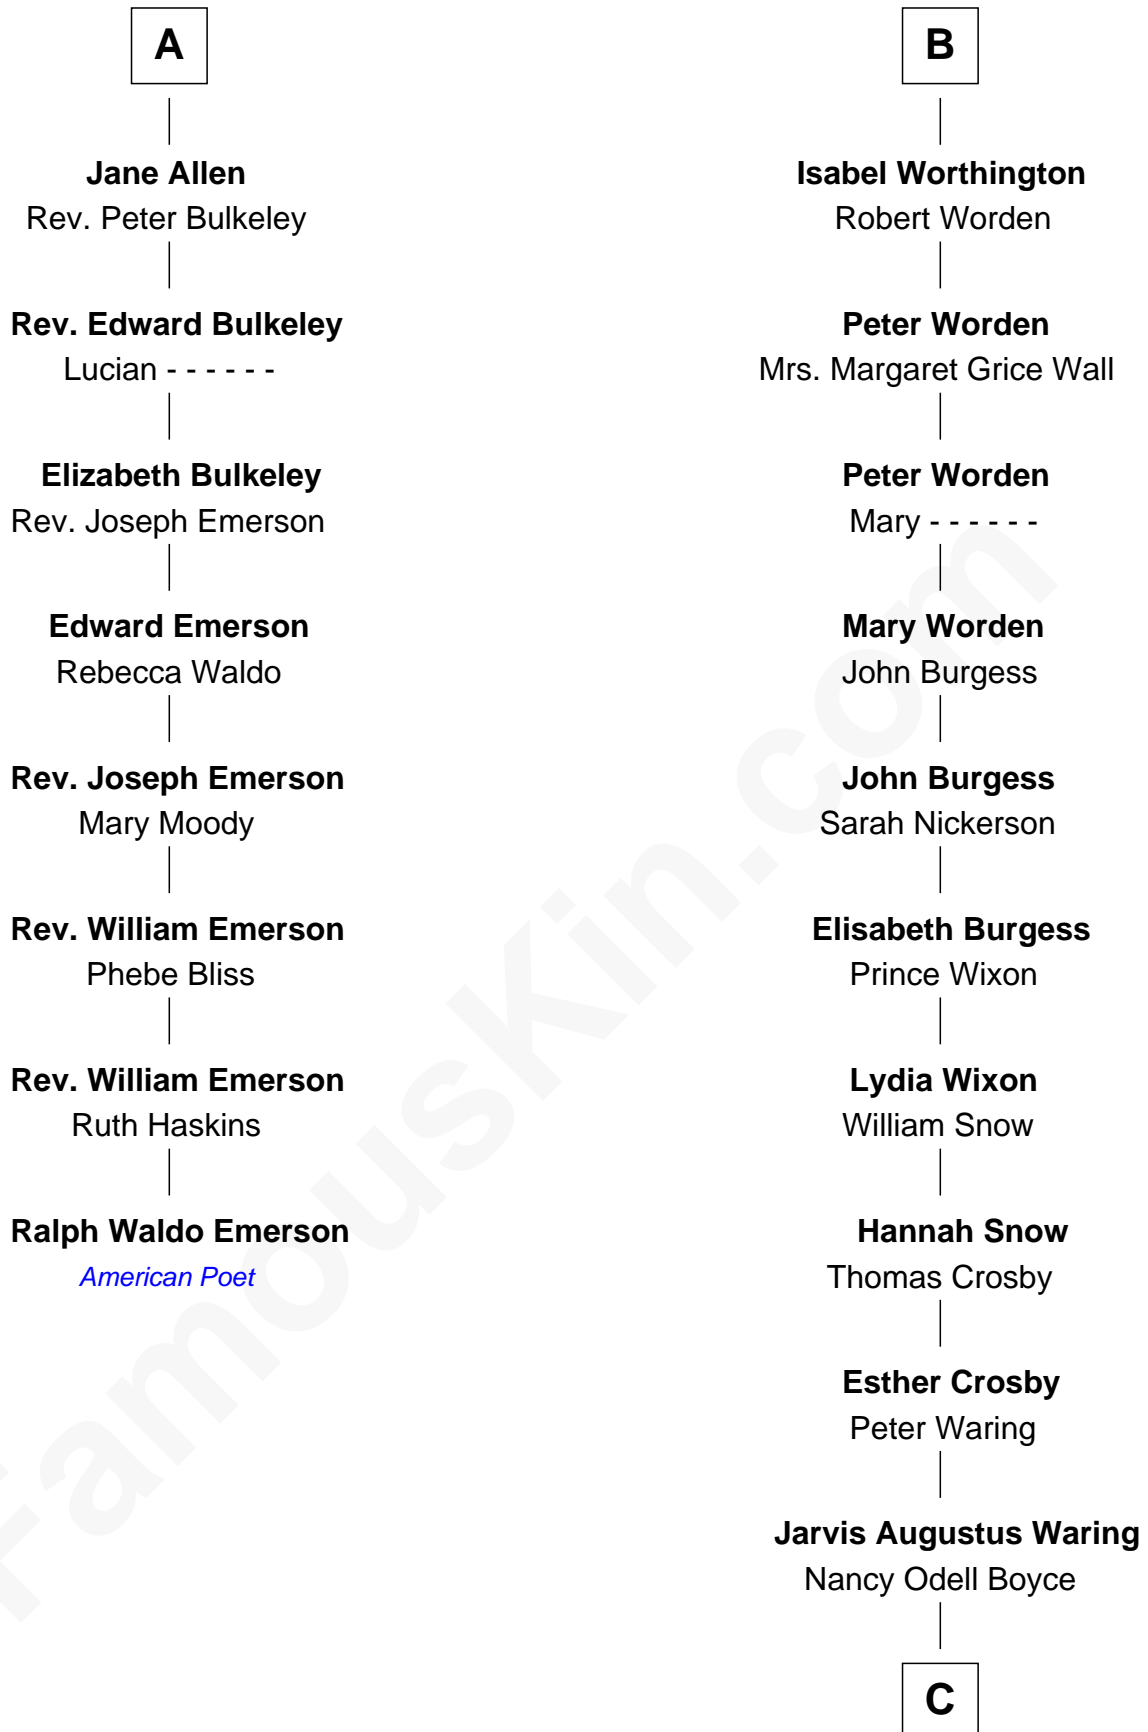 A
Jane Allen
Rev. Peter Bulkeley
Rev. Edward Bulkeley
Lucian - - - - - -
Elizabeth Bulkeley
Rev. Joseph Emerson
Edward Emerson
Rebecca Waldo
Rev. Joseph Emerson
Mary Moody
Rev. William Emerson
Phebe Bliss
Rev. William Emerson
Ruth Haskins
Ralph Waldo Emerson
American Poet
B
Isabel Worthington
Robert Worden
Peter Worden
Mrs. Margaret Grice Wall
Peter Worden
Mary - - - - - -
Mary Worden
John Burgess
John Burgess
Sarah Nickerson
Elisabeth Burgess
Prince Wixon
Lydia Wixon
William Snow
Hannah Snow
Thomas Crosby
Esther Crosby
Peter Waring
Jarvis Augustus Waring
Nancy Odell Boyce
C
FamousKin.com